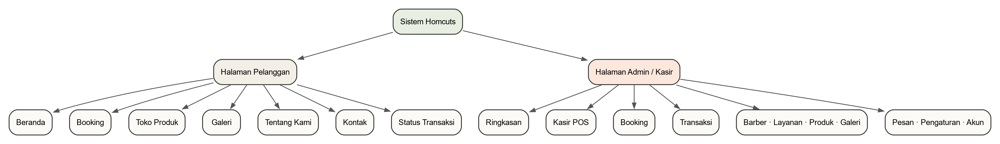 Sistem Homcuts
Halaman Pelanggan
Halaman Admin / Kasir
Beranda
Booking
Toko Produk
Galeri
Tentang Kami
Kontak
Status Transaksi
Ringkasan
Kasir POS
Booking
Transaksi
Barber · Layanan · Produk · Galeri
Pesan · Pengaturan · Akun